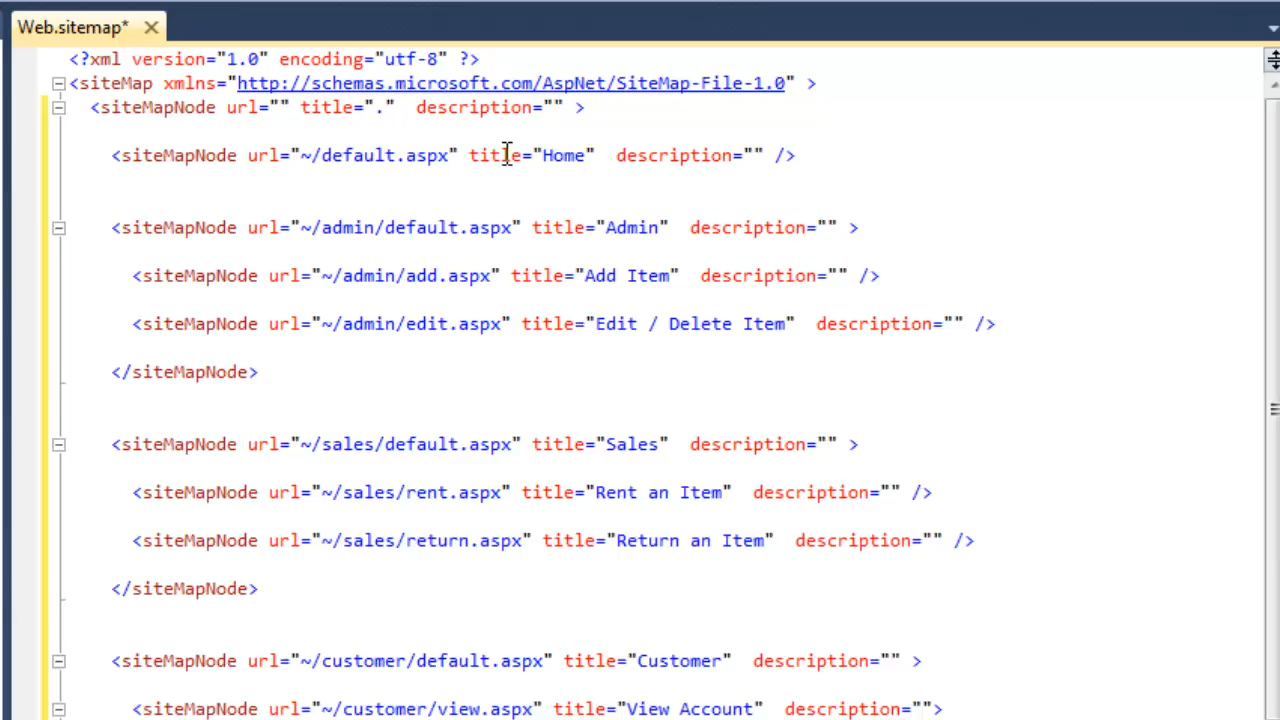 Web.sitemap*
<?xml version="1.0" encoding="utf-8" ?>
<siteMap xmlns="http://schemas.microsoft.com/AspNet/SiteMap-File-1.0" >
<siteMapNode url="" title="." description="" >
<siteMapNode url="~/default.aspx" title="Home" description="" />
<siteMapNode url="~/admin/default.aspx" title="Admin" description="" >
<siteMapNode url="~/admin/add.aspx" title="Add Item" description="" />
<siteMapNode url="~/admin/edit.aspx" title="Edit / Delete Item" description="" />
</siteMapNode>
<siteMapNode url="~/sales/default.aspx" title="Sales" description="" >
<siteMapNode url="~/sales/rent.aspx" title="Rent an Item" description="" />
<siteMapNode url="~/sales/return.aspx" title="Return an Item" description="" />
</siteMapNode>
<siteMapNode url="~/customer/default.aspx" title="Customer" description="" >
<siteMapNode url="~/customer/view.aspx" title="View Account" description="">